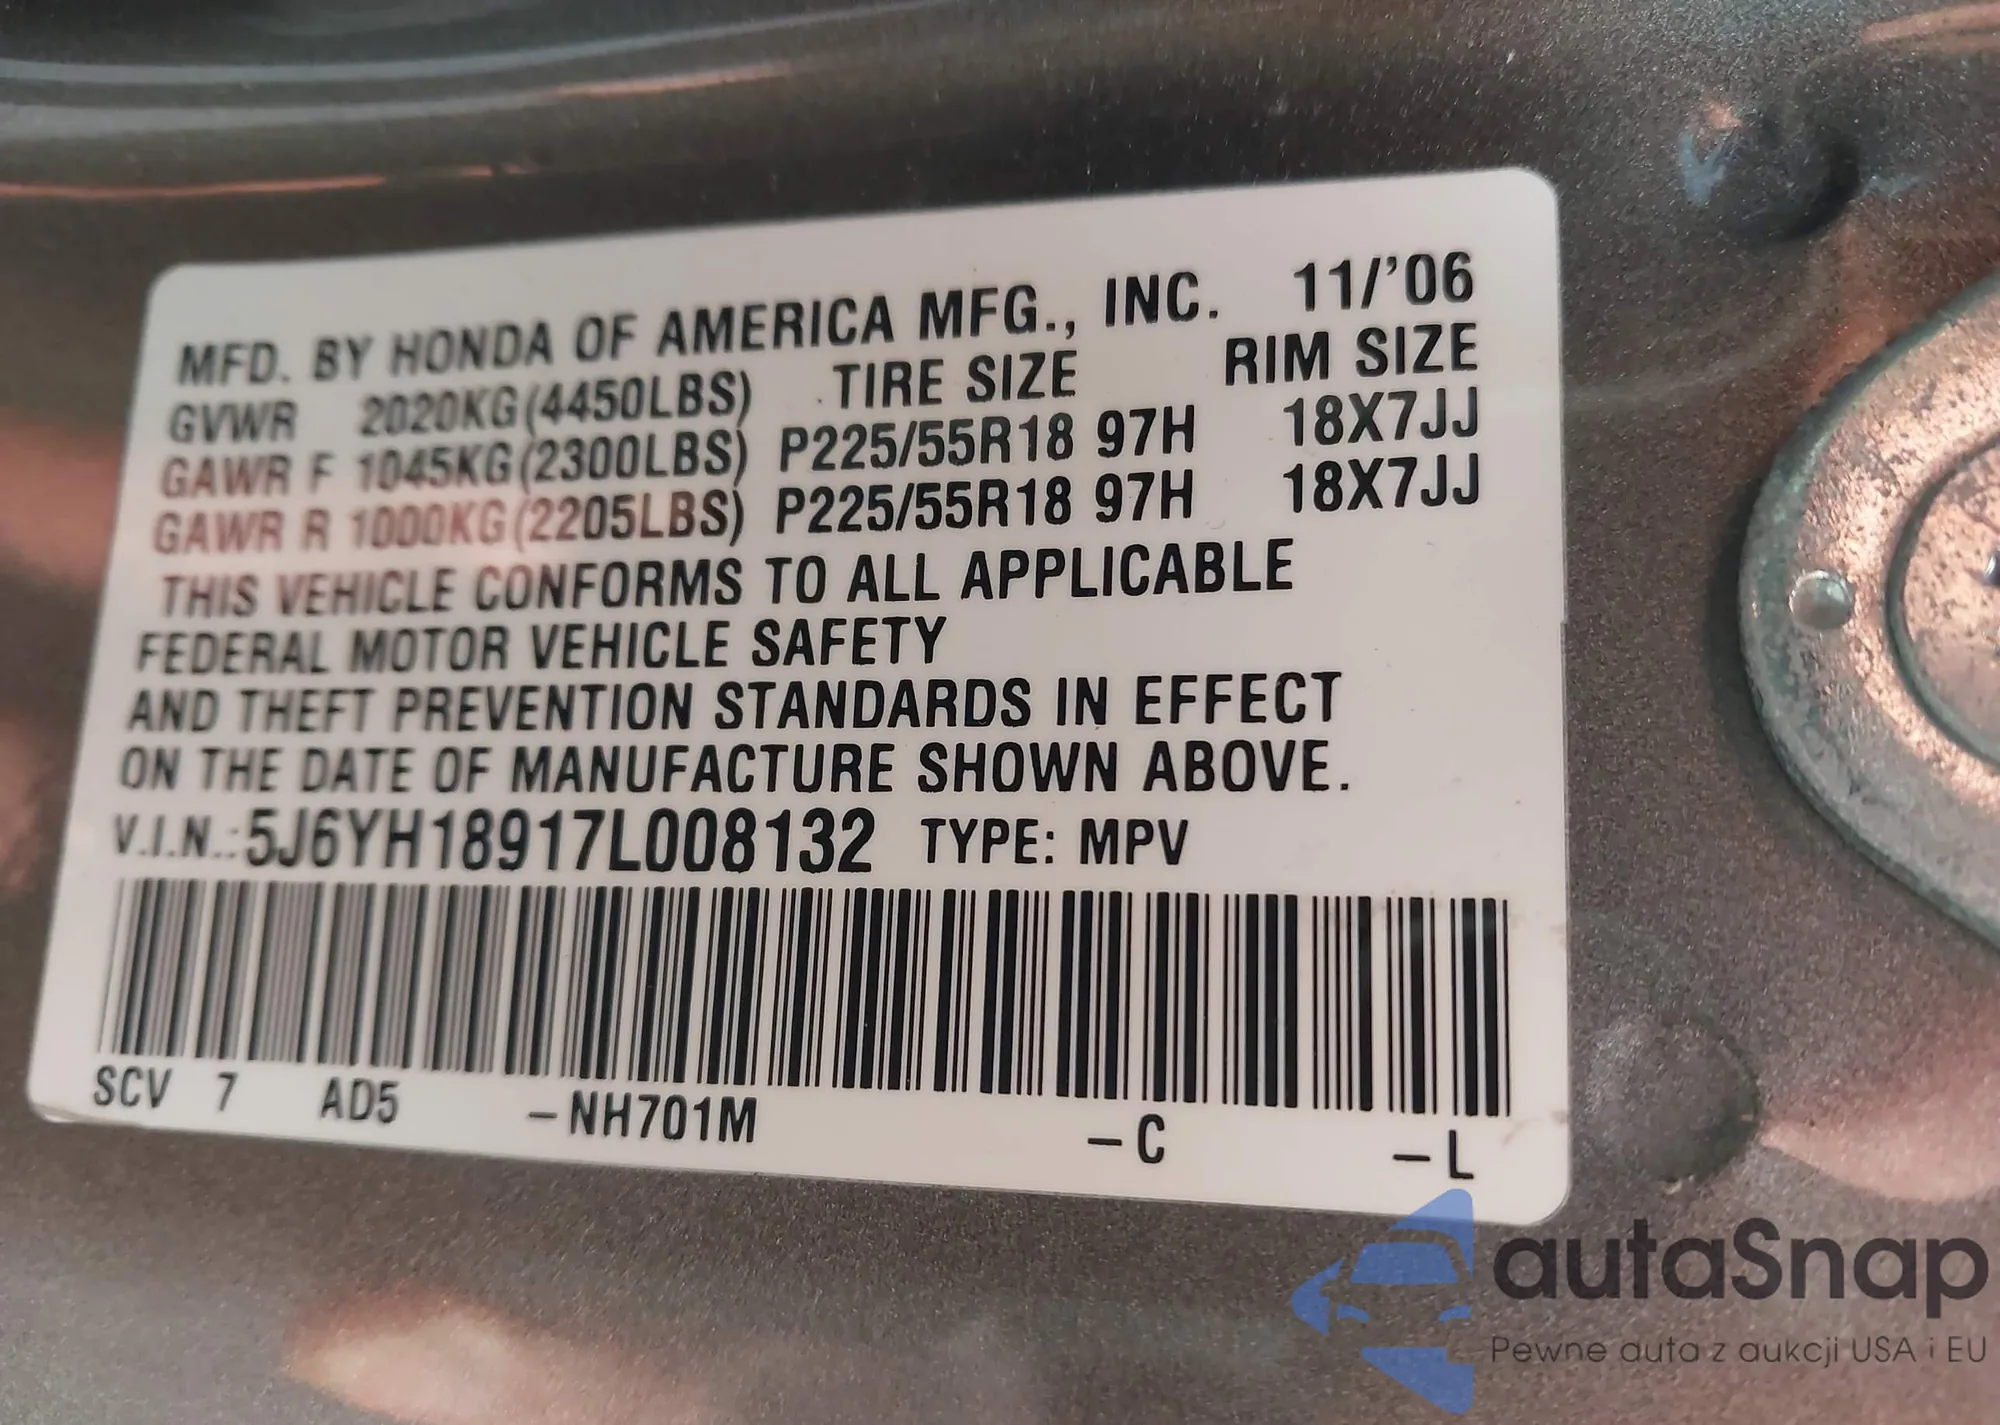 MFD. BY HONDA OF AMERICA MFG., INC. 11/'06
GVWR 2020KG(4450LBS) TIRE SIZE RIM SIZE
GAWR F 1045KG(2300LBS) P225/55R18 97H 18X7JJ
GAWR R 1000KG(2205LBS) P225/55R18 97H 18X7JJ
THIS VEHICLE CONFORMS TO ALL APPLICABLE
FEDERAL MOTOR VEHICLE SAFETY
AND THEFT PREVENTION STANDARDS IN EFFECT
ON THE DATE OF MANUFACTURE SHOWN ABOVE.
V.I.N.:5J6YH18917L008132 TYPE: MPV
SCV 7 AD5 -NH701M -C -L
autaSnap
Pewne auta z aukcji USA i EU